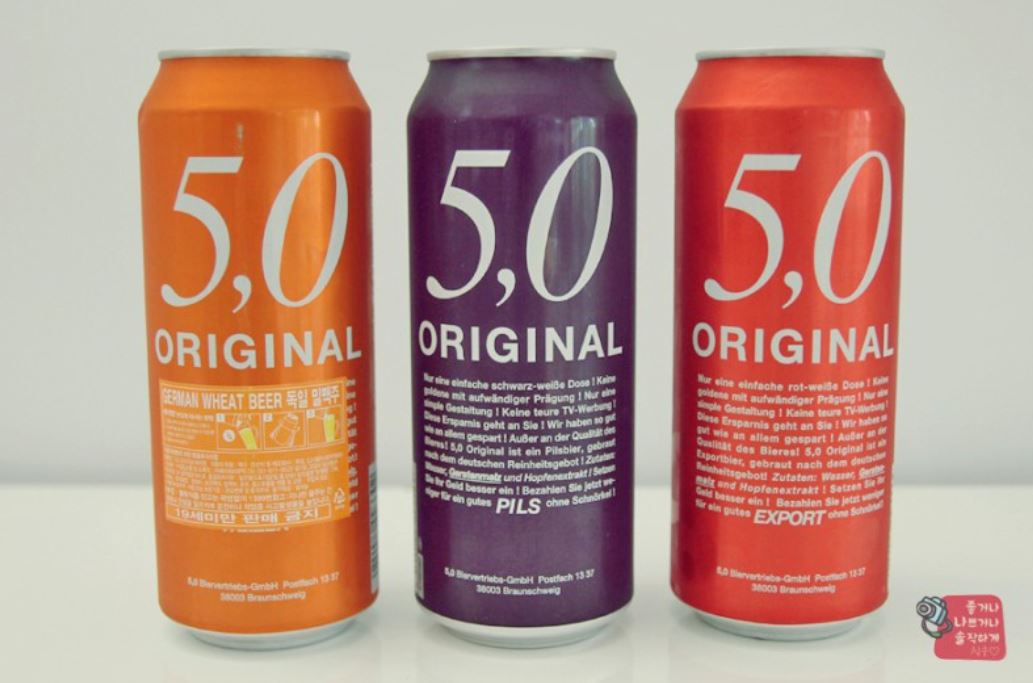 5,0
ORIGINAL
GERMAN WHEAT BEER 독일 밀맥주
1 2 3
19세미만 판매 금지
5,0 Biervertriebs-GmbH Postfach 13 37
38003 Braunschweig
5,0
ORIGINAL
Nur eine einfache schwarz-weiße Dose ! Keine
goldene mit aufwändiger Prägung ! Nur eine
simple Gestaltung ! Keine teure TV-Werbung !
Diese Ersparnis geht an Sie ! Wir haben so gut
wie an allem gespart ! Außer an der Qualität des
Bieres! 5,0 Original ist ein Pilsbier, gebraut
nach dem deutschen Reinheitsgebot ! Zutaten:
Wasser, Gerstenmalz und Hopfenextrakt ! Setzen
Sie Ihr Geld besser ein ! Bezahlen Sie jetzt we-
niger für ein gutes PILS ohne Schnörkel !
5,0 Biervertriebs-GmbH Postfach 13 37
38003 Braunschweig
5,0
ORIGINAL
Nur eine einfache rot-weiße Dose ! Keine
goldene mit aufwändiger Prägung ! Nur eine
simple Gestaltung ! Keine teure TV-Werbung !
Diese Ersparnis geht an Sie ! Wir haben so
gut wie an allem gespart ! Außer an der
Qualität des Bieres! 5,0 Original ist ein
Exportbier, gebraut nach dem deutschen
Reinheitsgebot! Zutaten: Wasser, Gersten-
malz und Hopfenextrakt ! Setzen Sie Ihr
Geld besser ein ! Bezahlen Sie jetzt weniger
für ein gutes EXPORT ohne Schnörkel!
5,0 Biervertriebs-GmbH Postfach 13 37
38003 Braunschweig
즐거나
나쁘거나
솔직하게